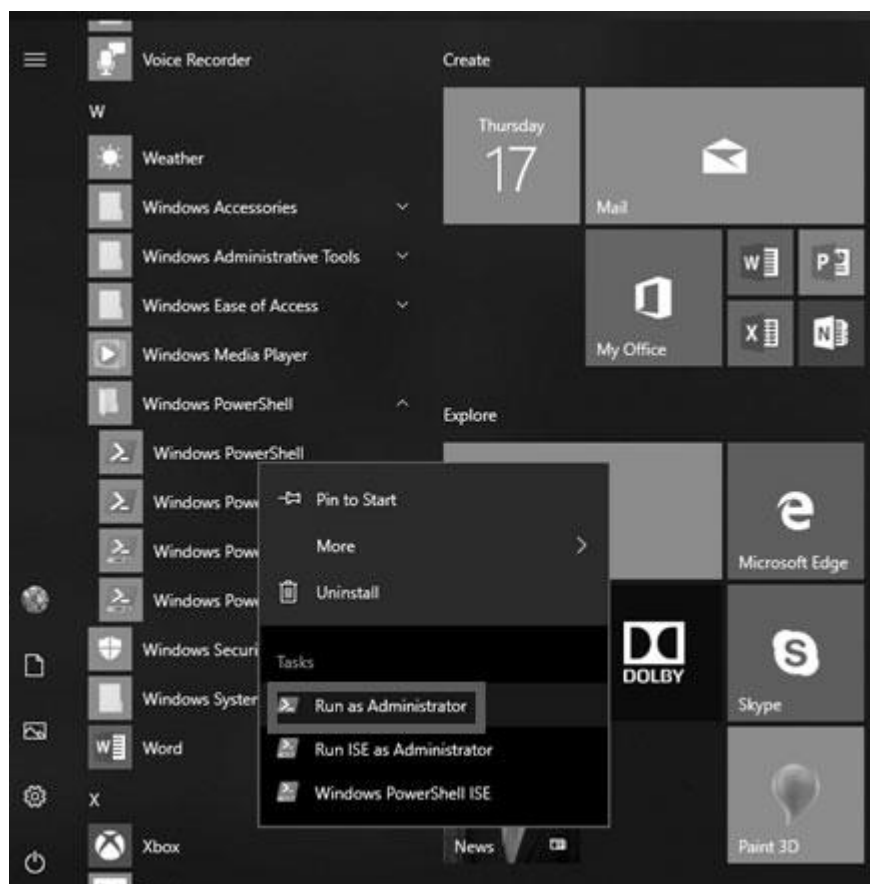 Voice Recorder
W
Weather
Windows Accessories
Windows Administrative Tools
Windows Ease of Access
Windows Media Player
Windows PowerShell
Windows PowerShell
Windows Pow
Windows Pow
Windows Pow
Windows Securi
Windows System
Word
X
Xbox
Pin to Start
More
Uninstall
Tasks
Run as Administrator
Run ISE as Administrator
Windows PowerShell ISE
Create
Thursday
17
Mail
My Office
W
P
X
N
Explore
Microsoft Edge
DOLBY
Skype
News
Paint 3D